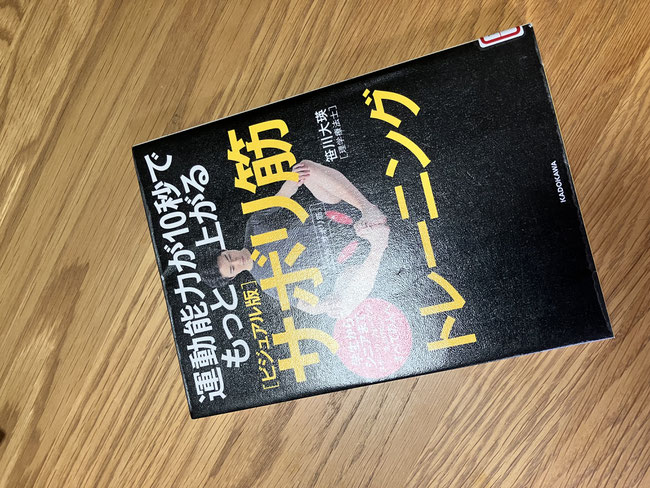 運動能力が10秒で
もっと上がる
[ビジュアル版]
サボリ筋
トレーニング
笹川大瑛
[理学療法士]
KADOKAWA